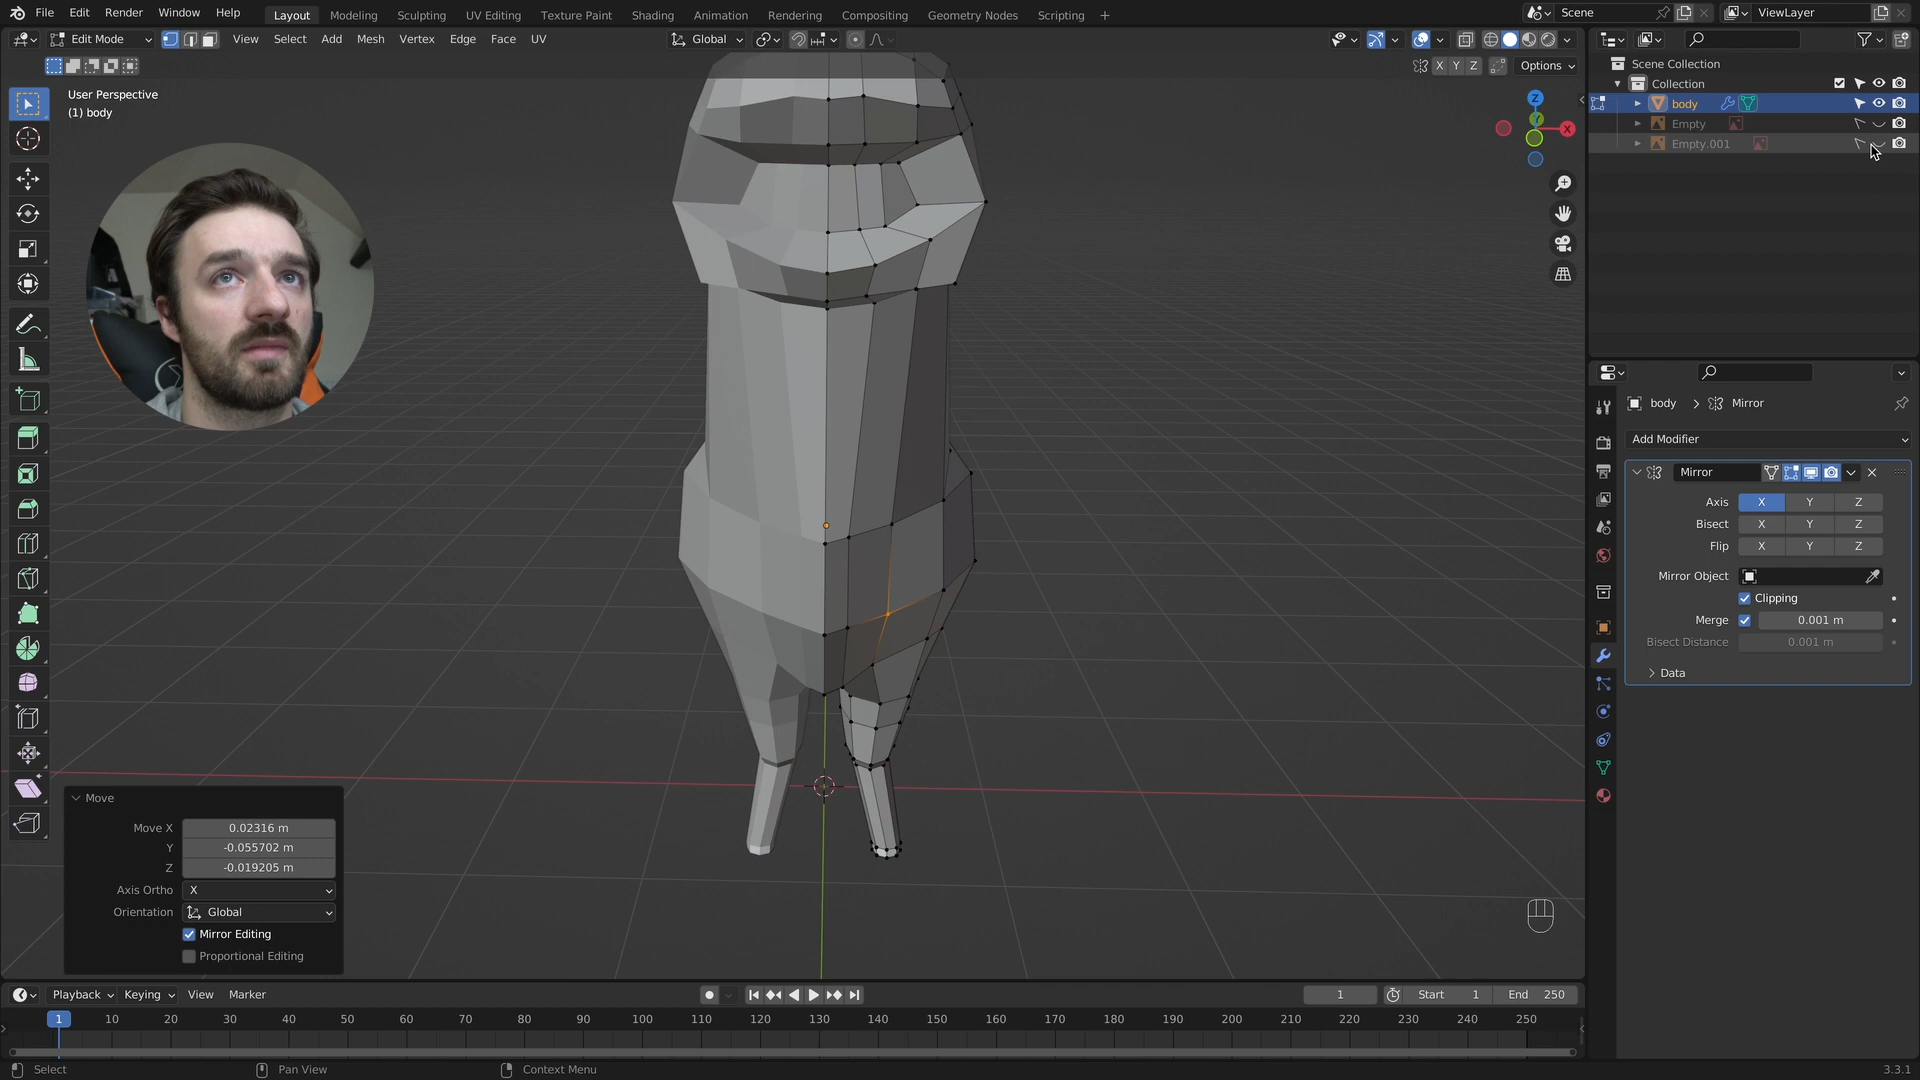 File Edit Render Window Help Layout Modeling Sculpting UV Editing Texture Paint Shading Animation Rendering Compositing Geometry Nodes Scripting + Scene ViewLayer
Edit Mode View Select Add Mesh Vertex Edge Face UV Global
X Y Z Options
User Perspective
(1) body
Z
Y
X
Scene Collection
Collection
body
Empty
Empty.001
body > Mirror
Add Modifier
Mirror
Axis X Y Z
Bisect X Y Z
Flip X Y Z
Mirror Object
Clipping
Merge 0.001 m
Bisect Distance 0.001 m
Data
Move
Move X 0.02316 m
Y -0.055702 m
Z -0.019205 m
Axis Ortho X
Orientation Global
Mirror Editing
Proportional Editing
Playback Keying View Marker 1 Start 1 End 250
1 10 20 30 40 50 60 70 80 90 100 110 120 130 140 150 160 170 180 190 200 210 220 230 240 250
Select Pan View Context Menu 3.3.1